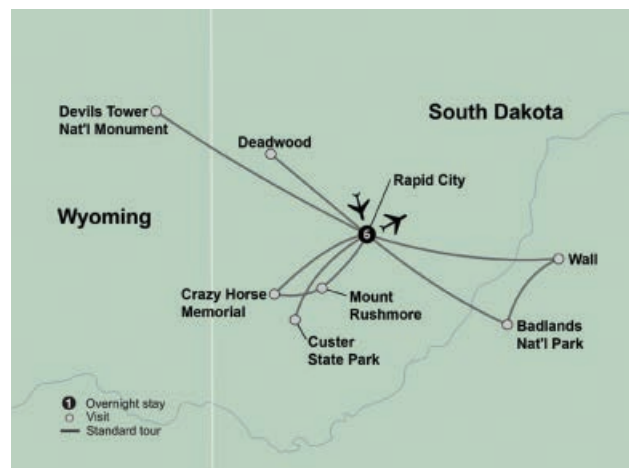 Devils Tower
Nat'l Monument
Deadwood
South Dakota
Rapid City
Wyoming
6
Wall
Crazy Horse
Memorial
Mount
Rushmore
Custer
State Park
Badlands
Nat'l Park
1 Overnight stay
Visit
Standard tour